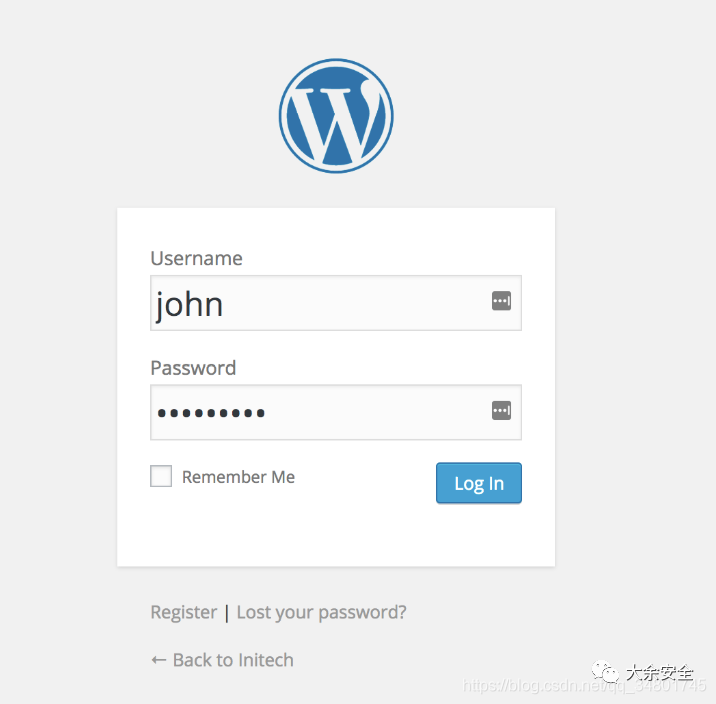 Username
john
Password
•••••••••
Remember Me
Log In
Register | Lost your password?
← Back to Initech
大余安全
https://blog.csdn.net/qq_34801745